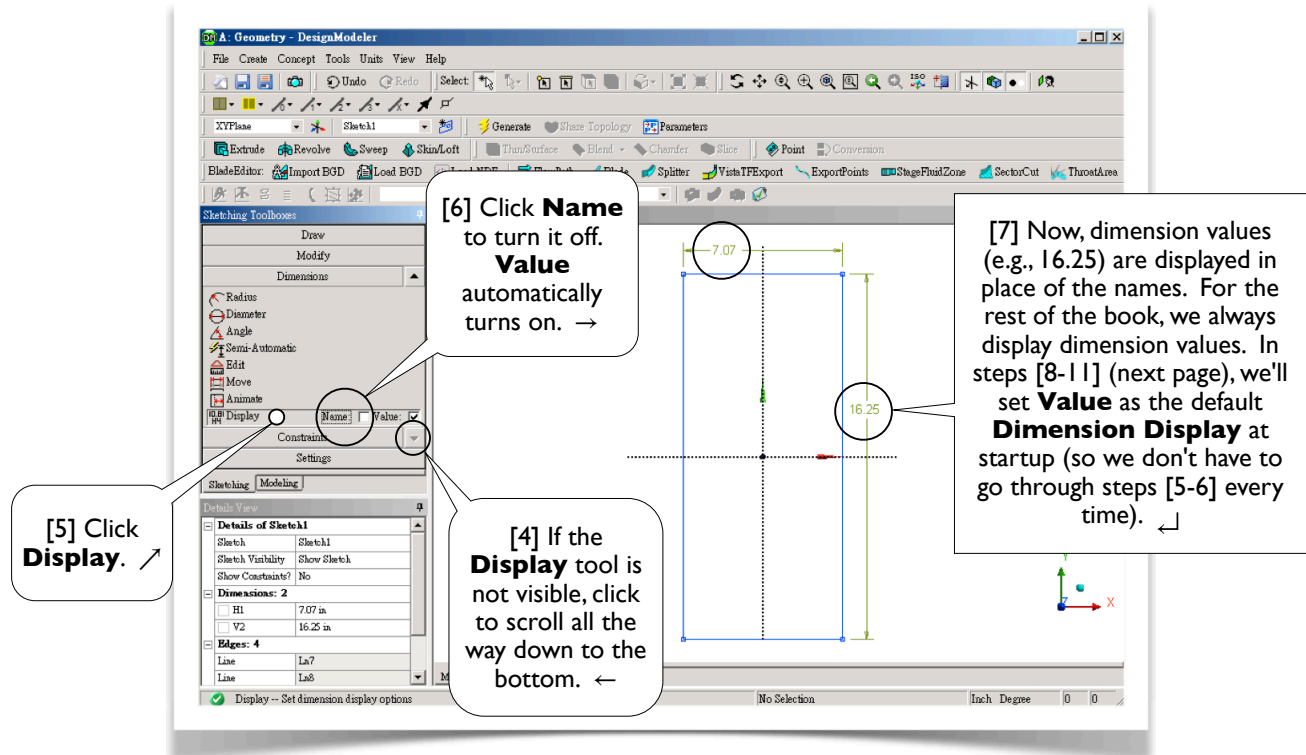 A: Geometry - DesignModeler
File Create Concept Tools Units View Help
Undo Redo Select:
XYPlane Sketch1 Generate Share Topology Parameters
Extrude Revolve Sweep Skin/Loft Thin/Surface Blend Chamfer Slice Point Conversion
BladeEditor: Import BGD Load BGD Splitter VistaTFExport ExportPoints StageFluidZone SectorCut ThroatArea
Sketching Toolboxes
Draw
Modify
Dimensions
Radius
Diameter
Angle
Semi-Automatic
Edit
Move
Animate
Display Name: Value:
Constraints
Settings
Sketching Modeling
Details View
Details of Sketch1
Sketch Sketch1
Sketch Visibility Show Sketch
Show Constraints? No
Dimensions: 2
H1 7.07 in
V2 16.25 in
Edges: 4
Line Ln7
Line Ln8
Display -- Set dimension display options No Selection Inch Degree 0 0
7.07
16.25
Y
Z X
[4] If the
Display tool is
not visible, click
to scroll all the
way down to the
bottom. ←
[5] Click
Display. ↗
[6] Click Name
to turn it off.
Value
automatically
turns on. →
[7] Now, dimension values
(e.g., 16.25) are displayed in
place of the names. For the
rest of the book, we always
display dimension values. In
steps [8-11] (next page), we'll
set Value as the default
Dimension Display at
startup (so we don't have to
go through steps [5-6] every
time). ↵